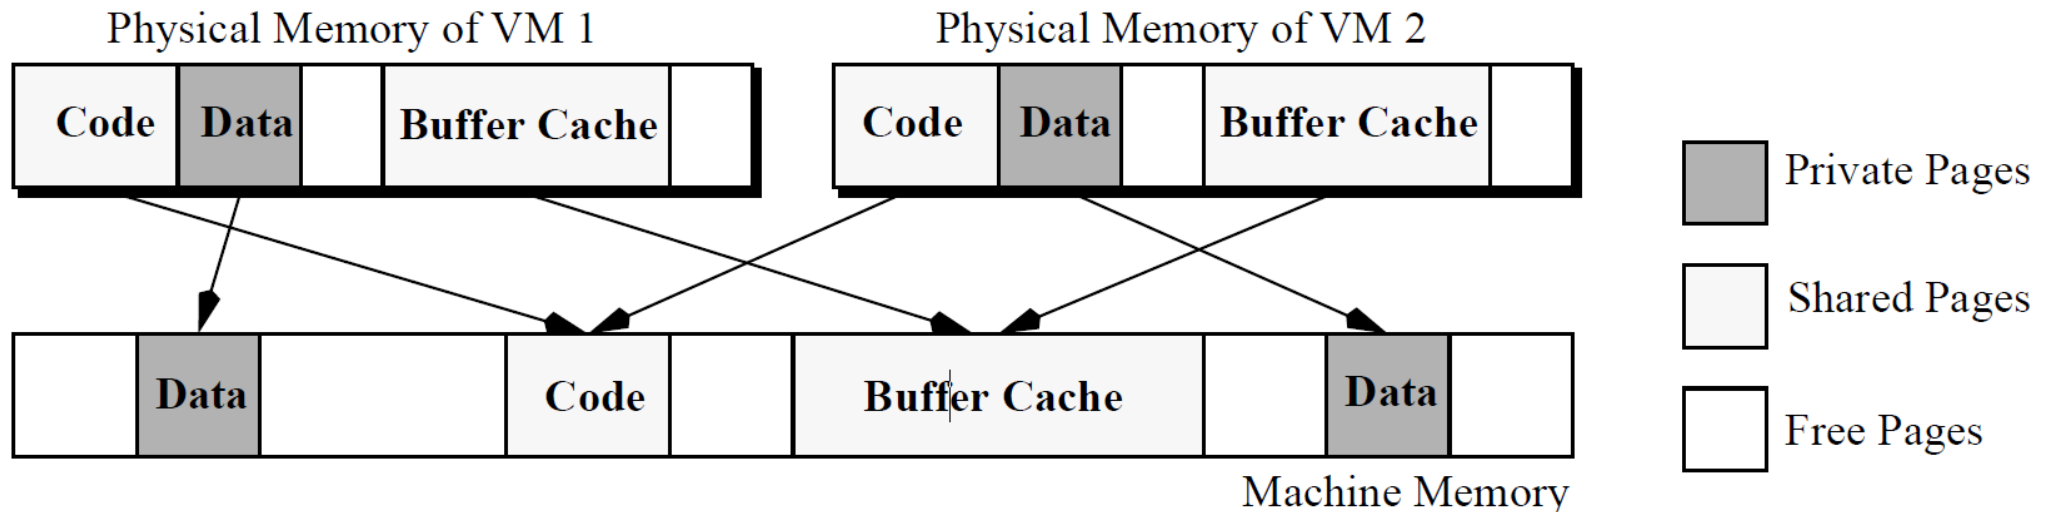 Physical Memory of VM 1
Physical Memory of VM 2
Code Data Buffer Cache
Code Data Buffer Cache
Private Pages
Shared Pages
Free Pages
Data Code Buffer Cache Data
Machine Memory